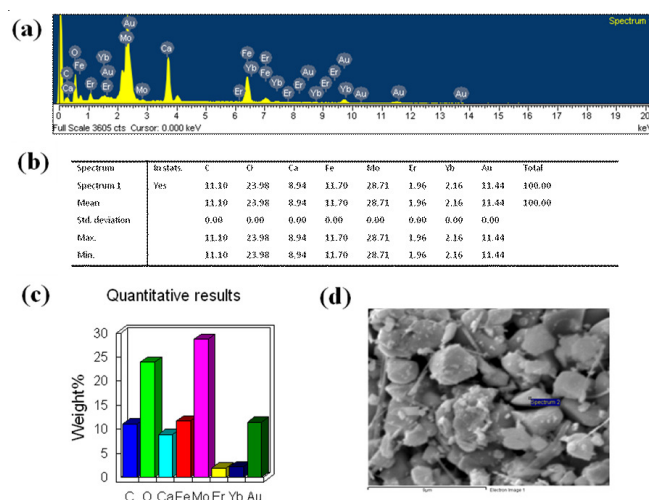 (a)
Spectrum
Au
Mo
O
Fe
Yb
Au
C
Ca
Er
Er
Mo
Ca
Fe
Er
Yb
Fe
Er
Yb
Er
Er
Au
Yb
Er
Er
Au
Yb
Au
Au
Au
0 1 2 3 4 5 6 7 8 9 10 11 12 13 14 15 16 17 18 19 20
Full Scale 3605 cts Cursor: 0.000 keV
keV
(b)
Spectrum In stats. C O Ca Fe Mo Er Yb Au Total
Spectrum 1 Yes 11.10 23.98 8.94 11.70 28.71 1.96 2.16 11.44 100.00
Mean 11.10 23.98 8.94 11.70 28.71 1.96 2.16 11.44 100.00
Std. deviation 0.00 0.00 0.00 0.00 0.00 0.00 0.00 0.00
Max. 11.10 23.98 8.94 11.70 28.71 1.96 2.16 11.44
Min. 11.10 23.98 8.94 11.70 28.71 1.96 2.16 11.44
(c)
Quantitative results
Weight%
30
25
20
15
10
5
0
C O CaFeMo Er Yb Au
(d)
5µm
Electron Image 1